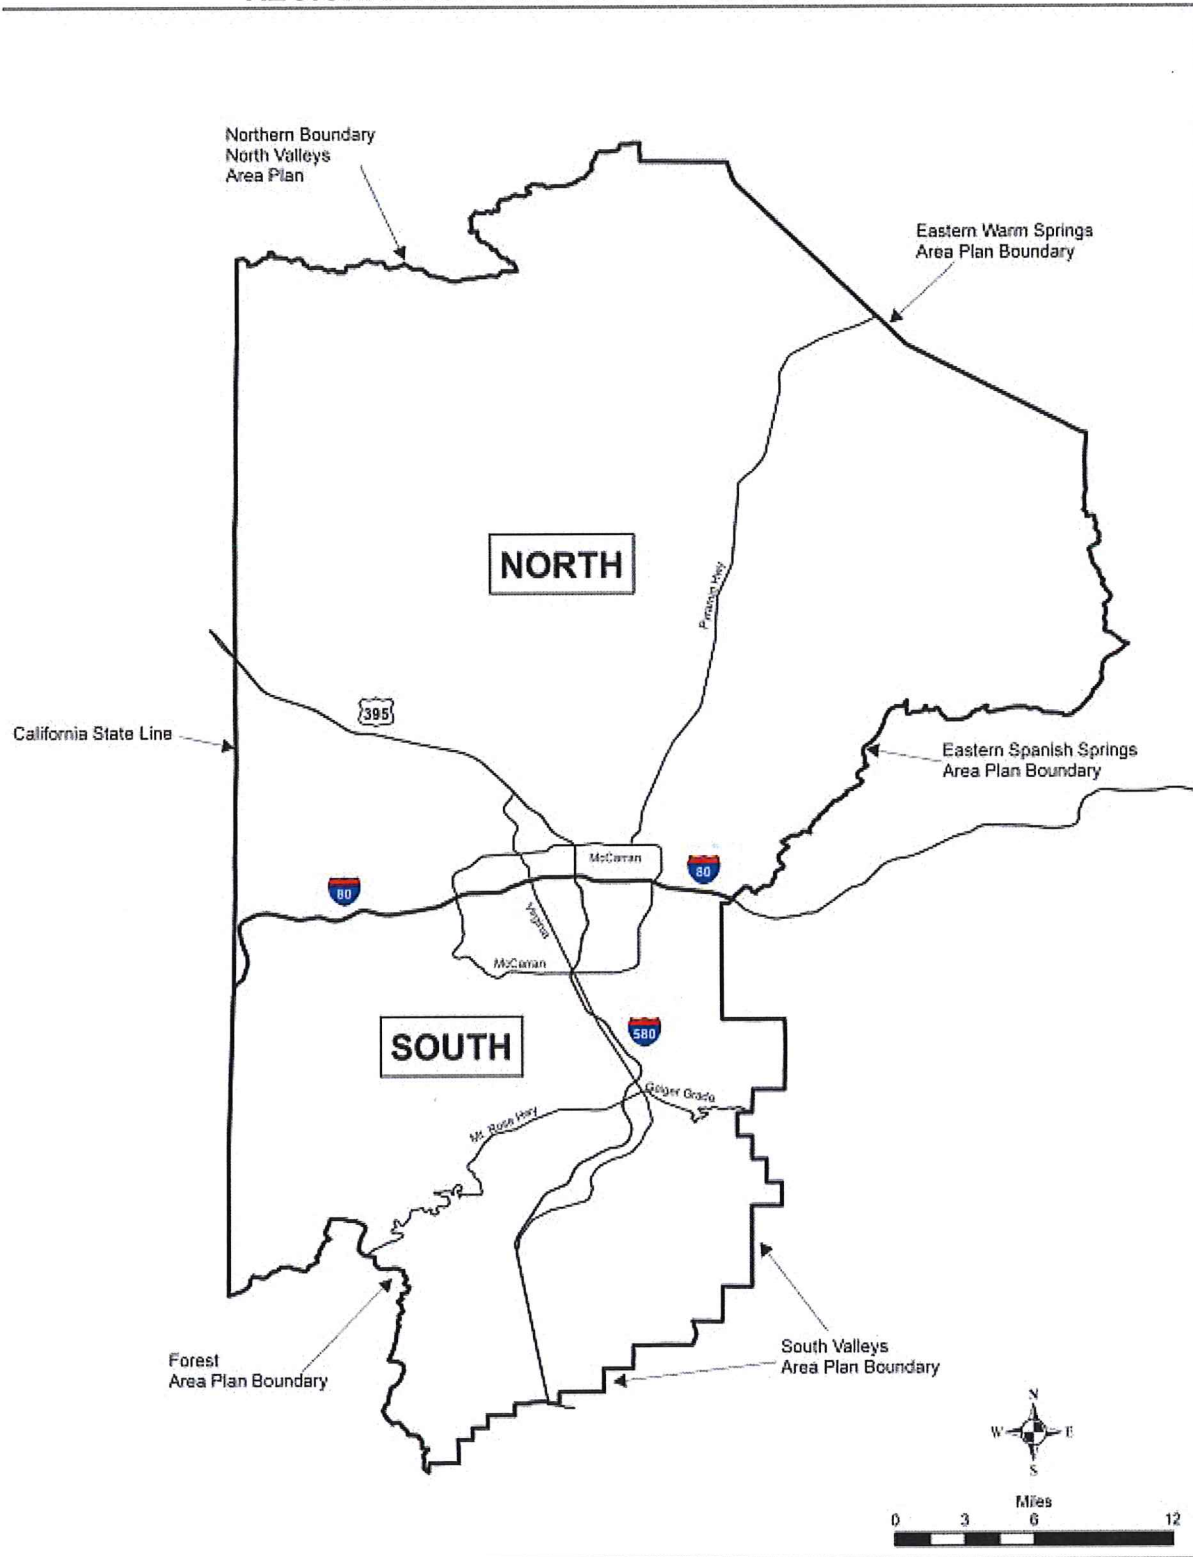 Northern Boundary
North Valleys
Area Plan
Eastern Warm Springs
Area Plan Boundary
NORTH
Pyramid Hwy
395
California State Line
Eastern Spanish Springs
Area Plan Boundary
McCarran
80
80
Virginia
McCarran
SOUTH
580
Geiger Grade
Mt. Rose Hwy
Forest
Area Plan Boundary
South Valleys
Area Plan Boundary
N
W E
S
Miles
0 3 6 12